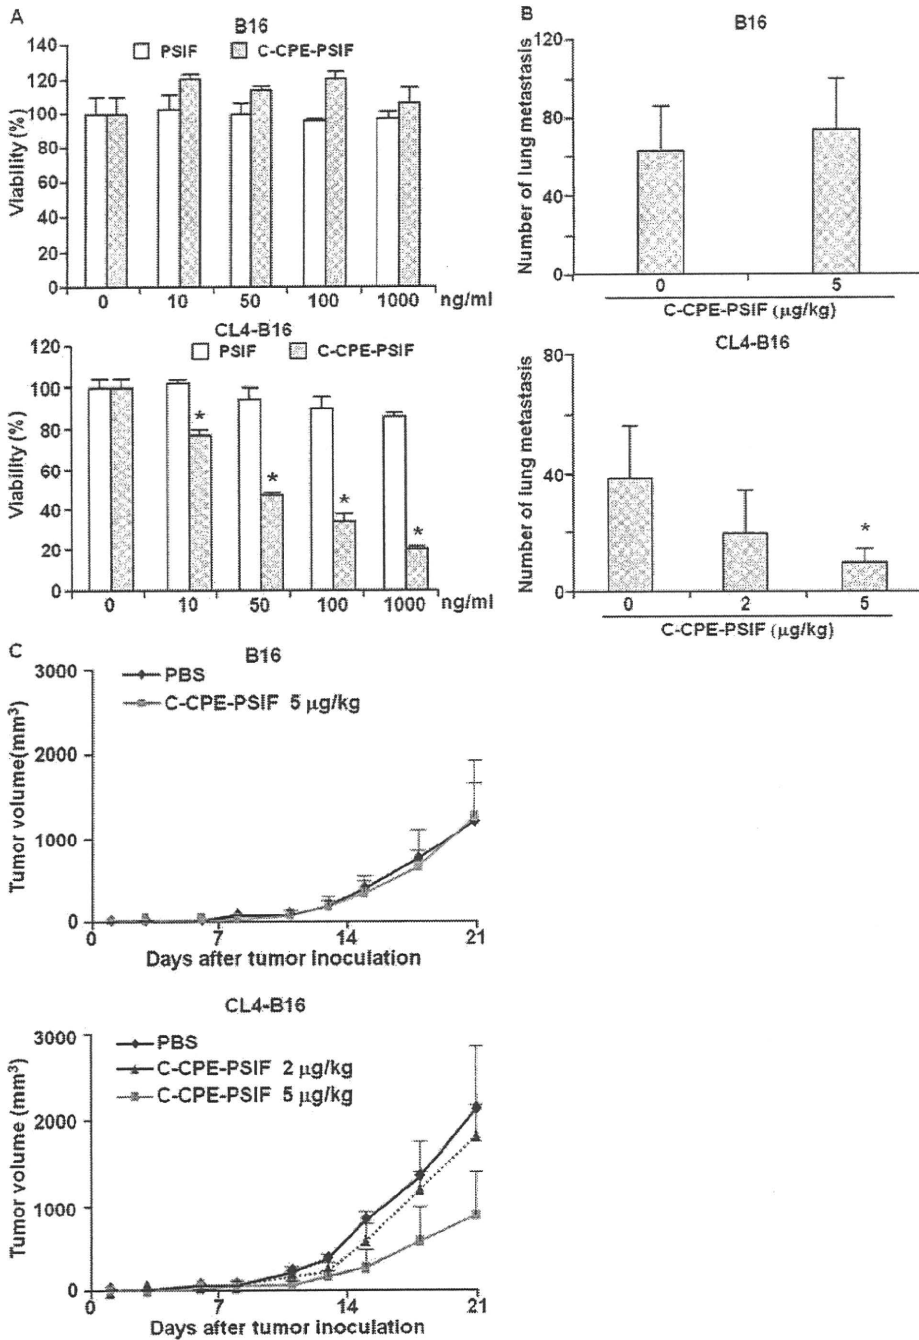 A
B16
PSIF
C-CPE-PSIF
Viability (%)
140
120
100
80
60
40
20
0
0 10 50 100 1000 ng/ml
CL4-B16
PSIF
C-CPE-PSIF
Viability (%)
120
100
80
60
40
20
0
*
*
*
*
0 10 50 100 1000 ng/ml
B
B16
Number of lung metastasis
120
80
40
0
0 5
C-CPE-PSIF (μg/kg)
CL4-B16
Number of lung metastasis
80
40
0
*
0 2 5
C-CPE-PSIF (μg/kg)
C
B16
PBS
C-CPE-PSIF 5 μg/kg
Tumor volume(mm³)
3000
2000
1000
0
0 7 14 21
Days after tumor inoculation
CL4-B16
PBS
C-CPE-PSIF 2 μg/kg
C-CPE-PSIF 5 μg/kg
Tumor volume (mm³)
3000
2000
1000
0
0 7 14 21
Days after tumor inoculation